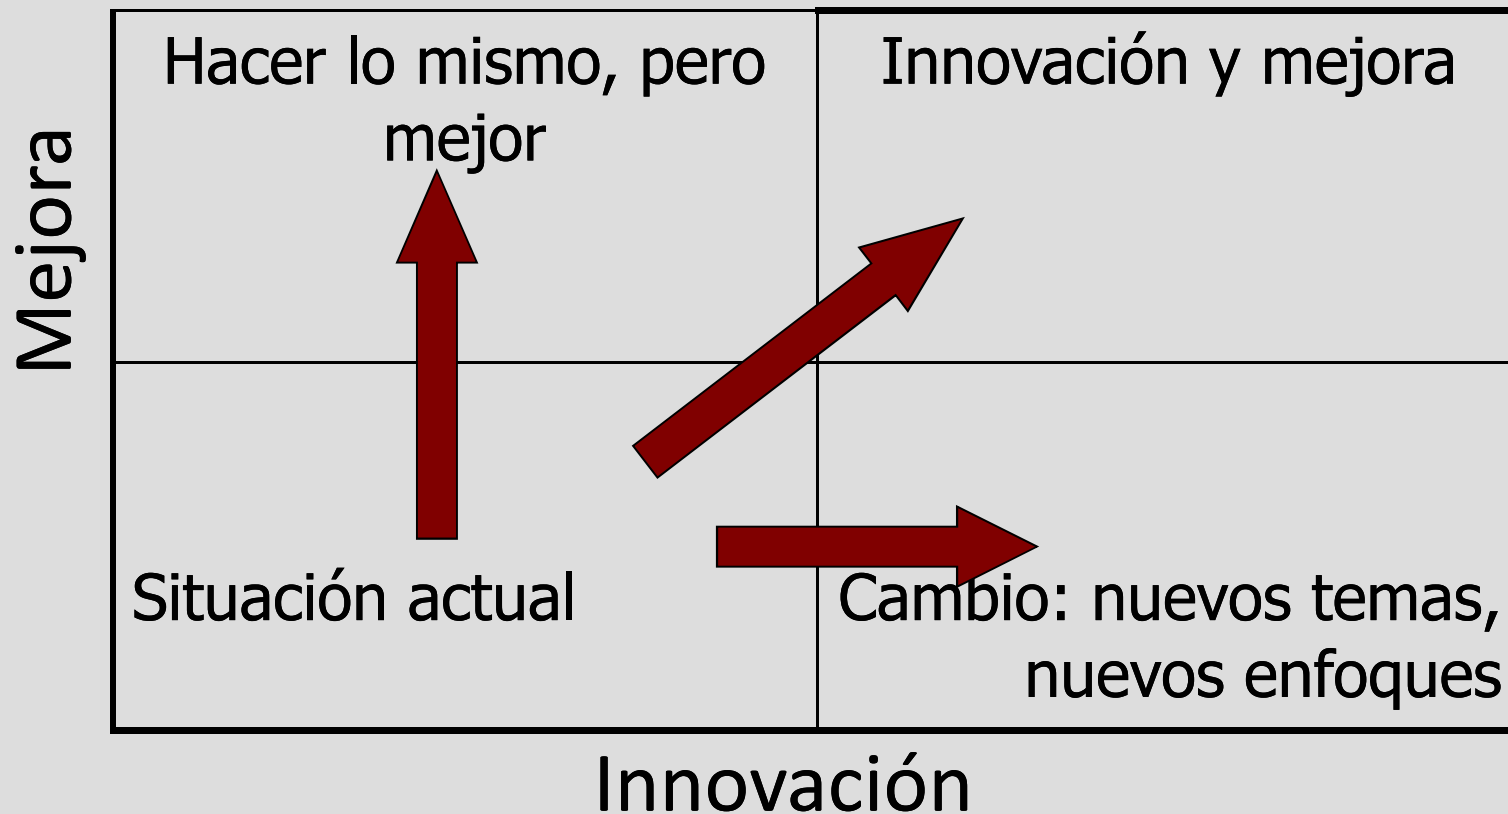 Hacer lo mismo, pero
mejor
Innovación y mejora
Mejora
Situación actual
Cambio: nuevos temas,
nuevos enfoques
Innovación